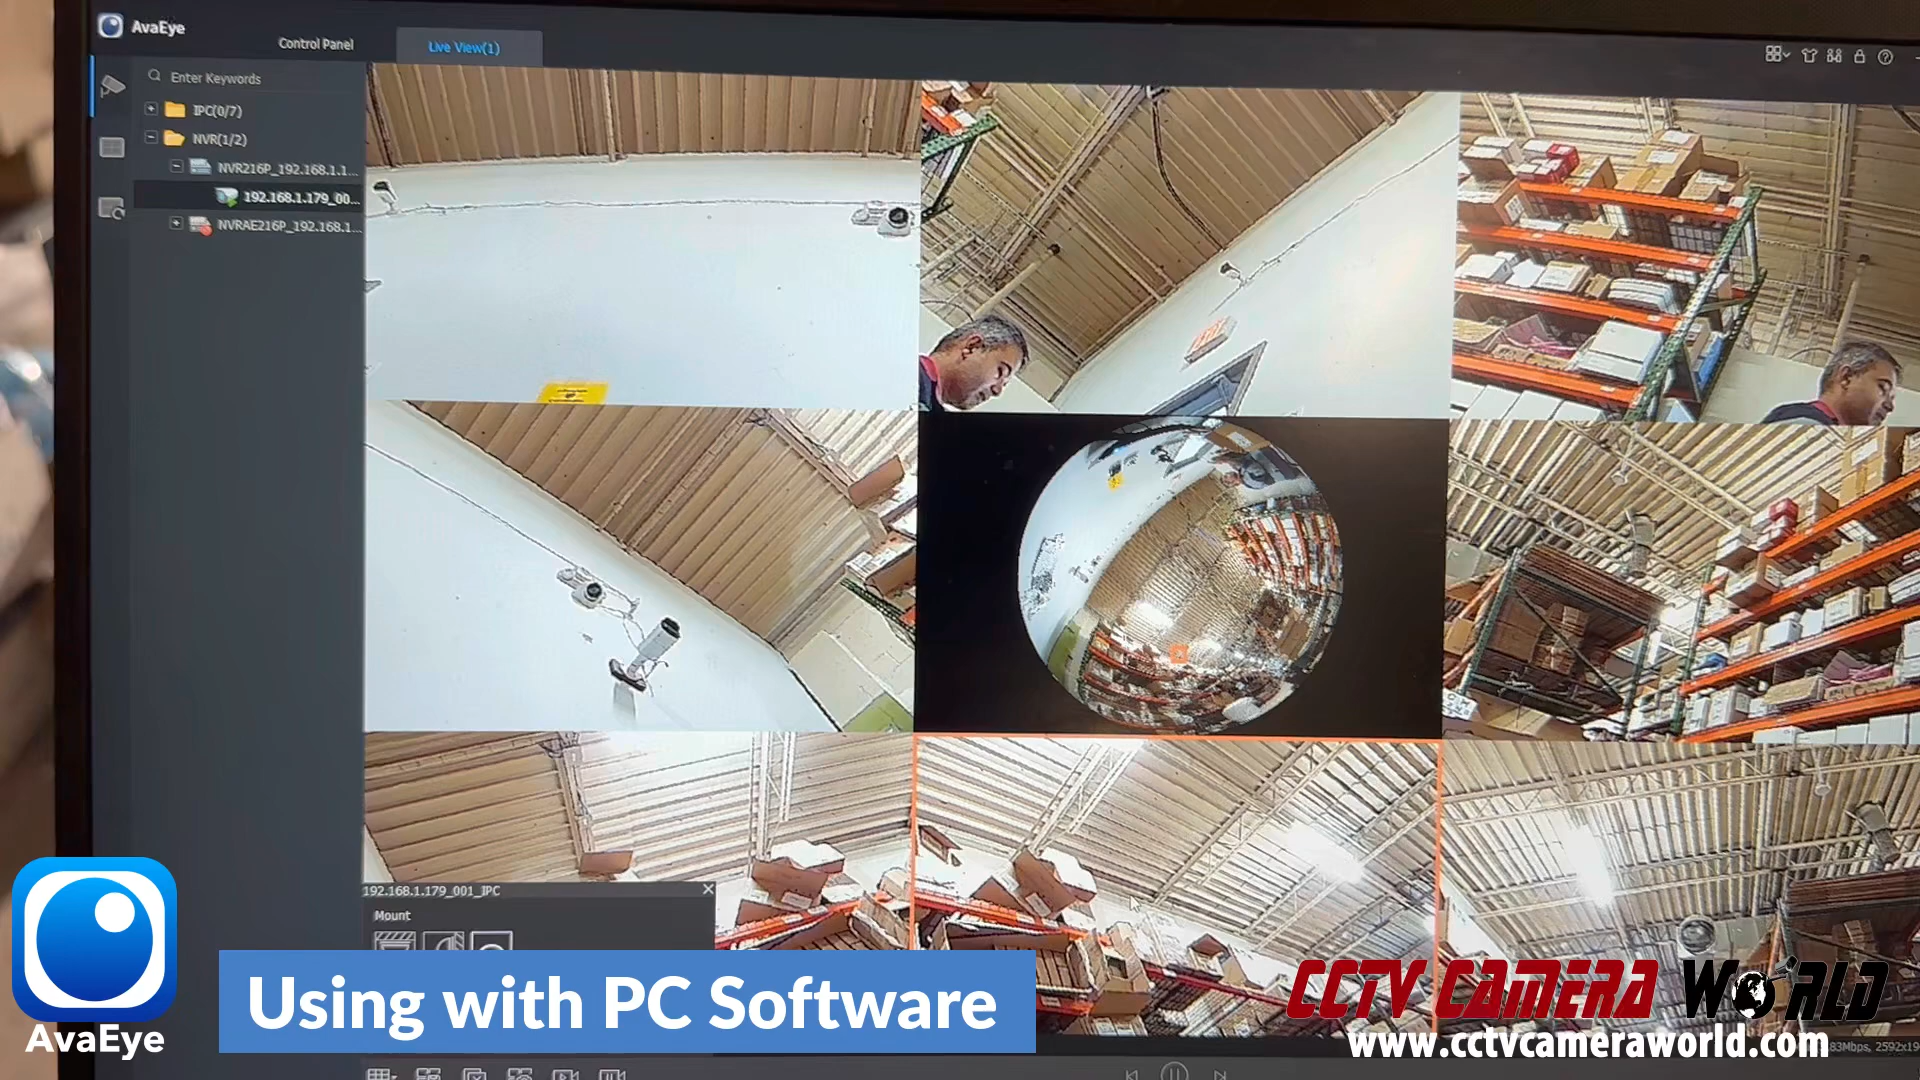 AvaEye
Control Panel
Live View(1)
Enter Keywords
IPC(0/7)
NVR(1/2)
NVR216P_192.168.1.1...
192.168.1.179_00...
NVRAE216P_192.168.1...
192.168.1.179_001_IPC
Mount
Using with PC Software
AvaEye
CCTV CAMERA WORLD
www.cctvcameraworld.com
83Mbps, 2592x19